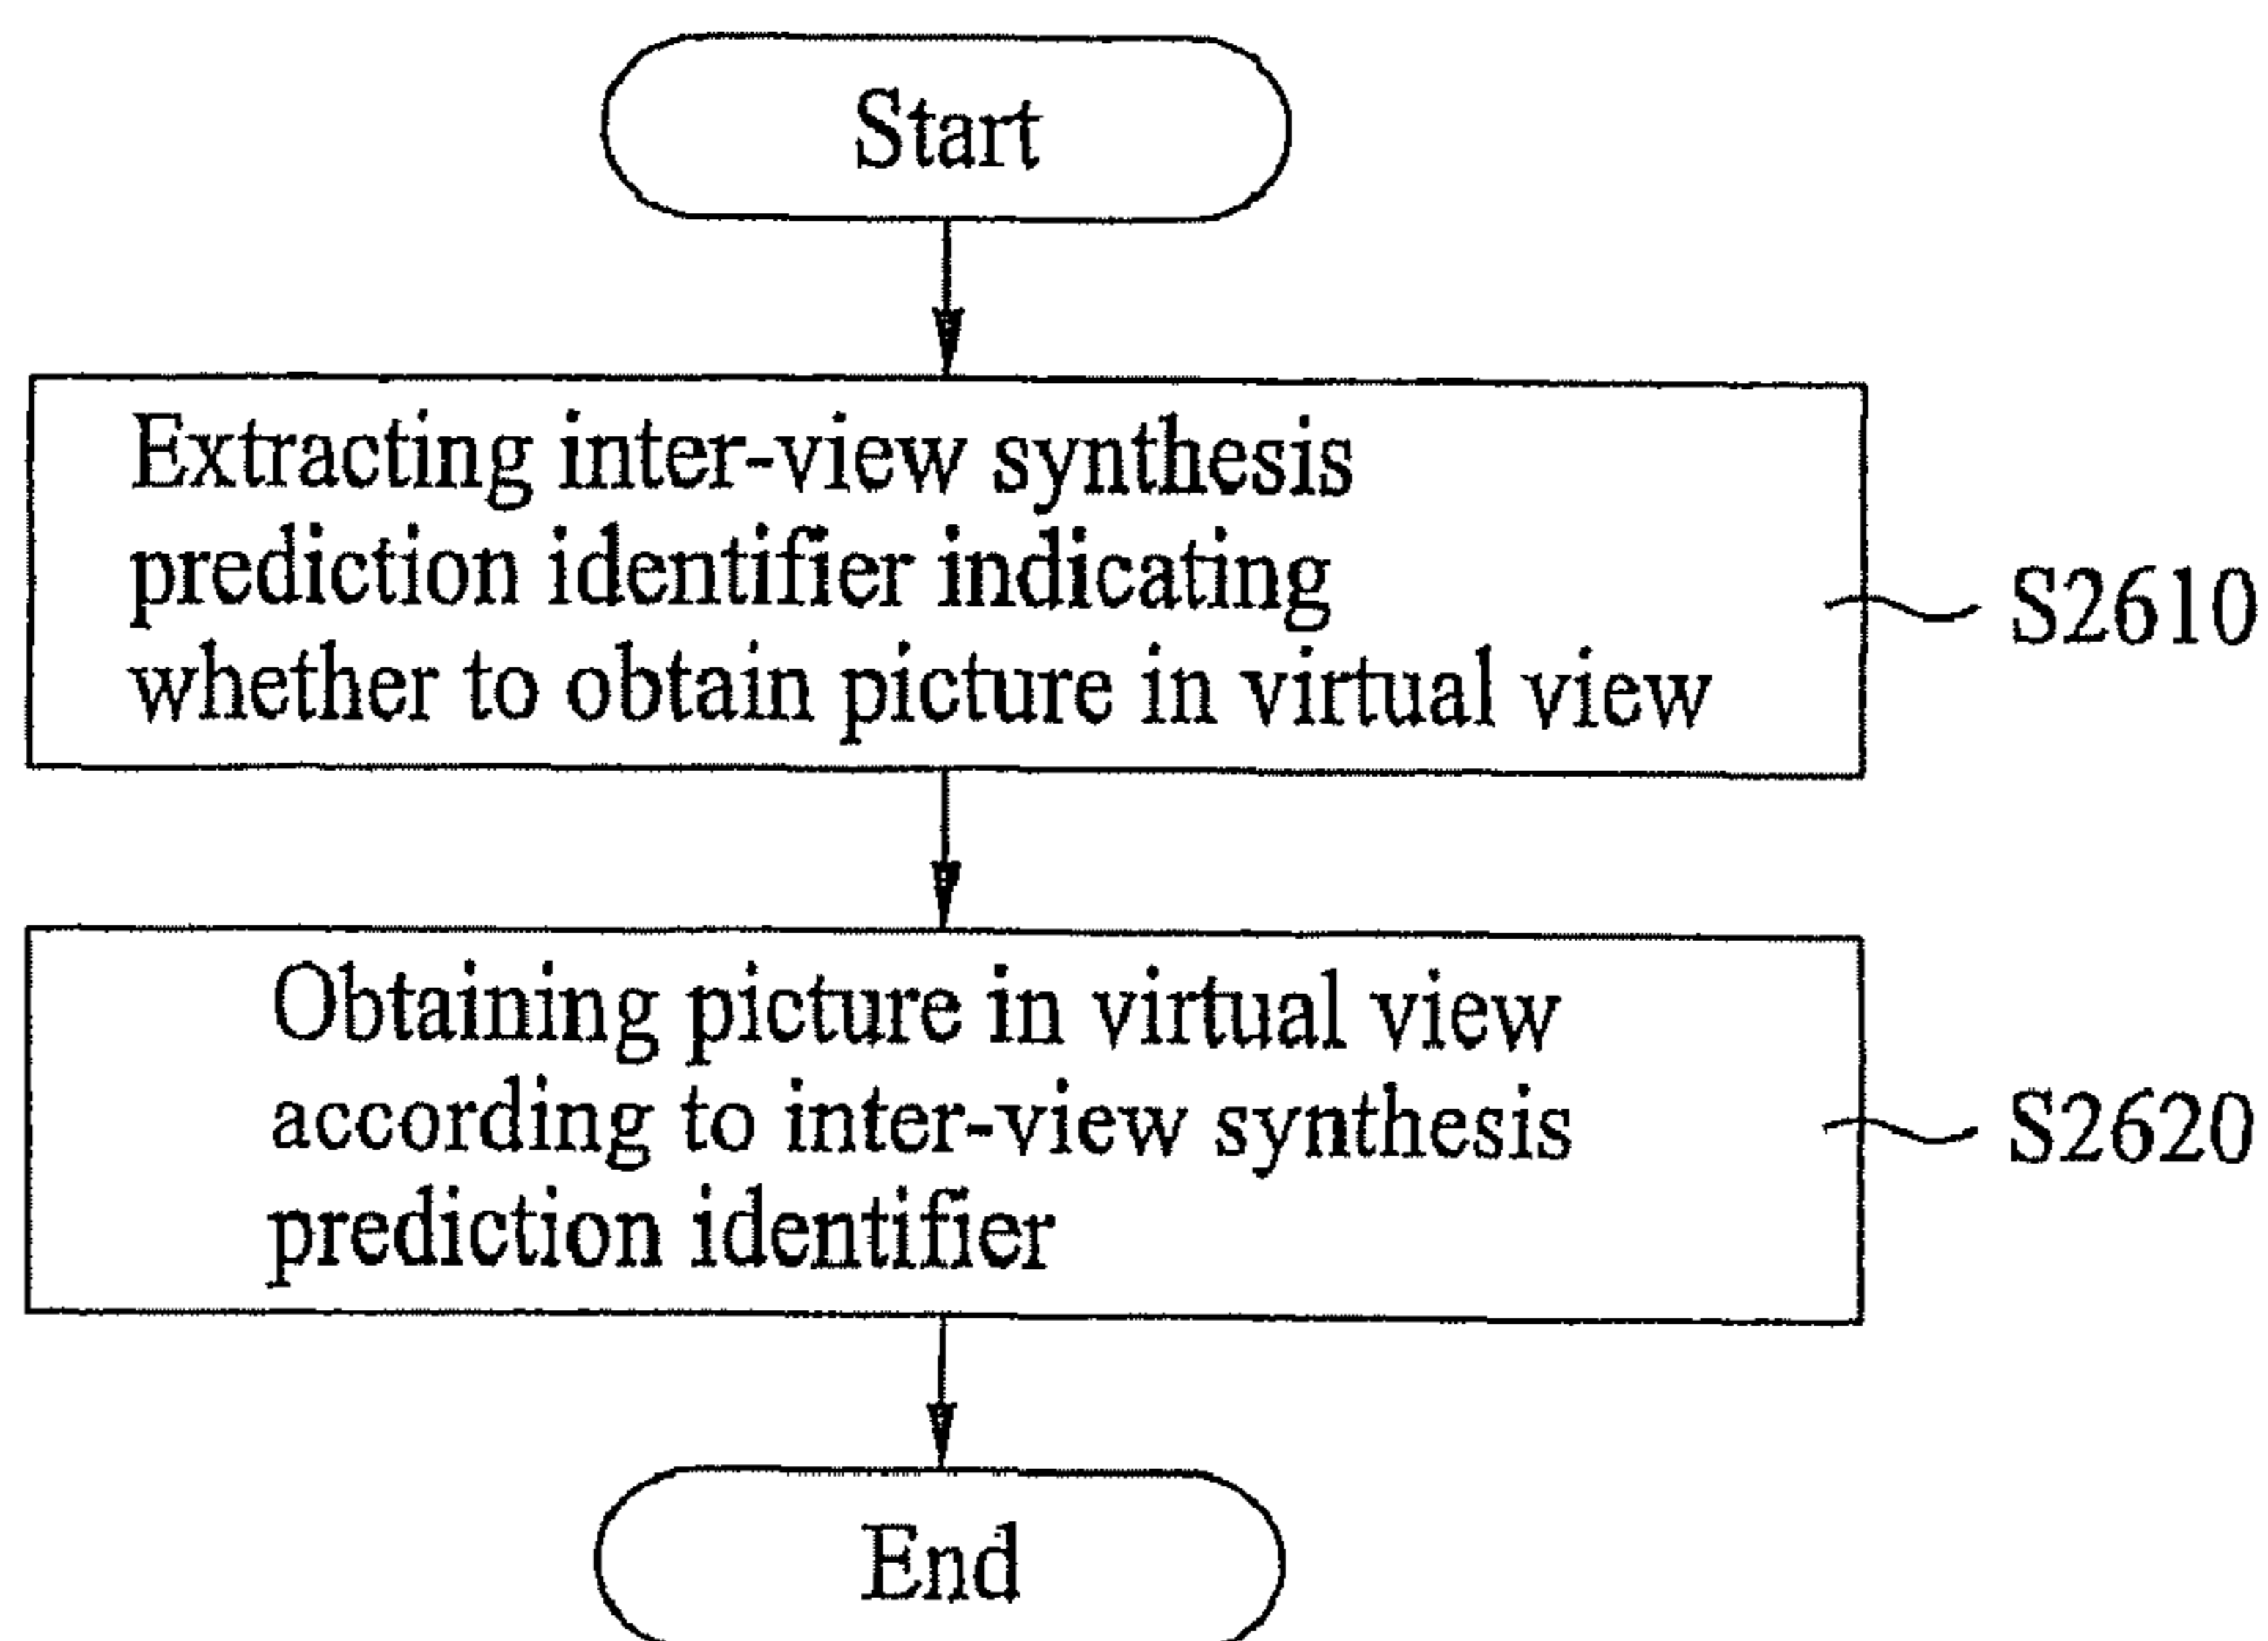 Start
Extracting inter-view synthesis
prediction identifier indicating
whether to obtain picture in virtual view
S2610
Obtaining picture in virtual view
according to inter-view synthesis
prediction identifier
S2620
End